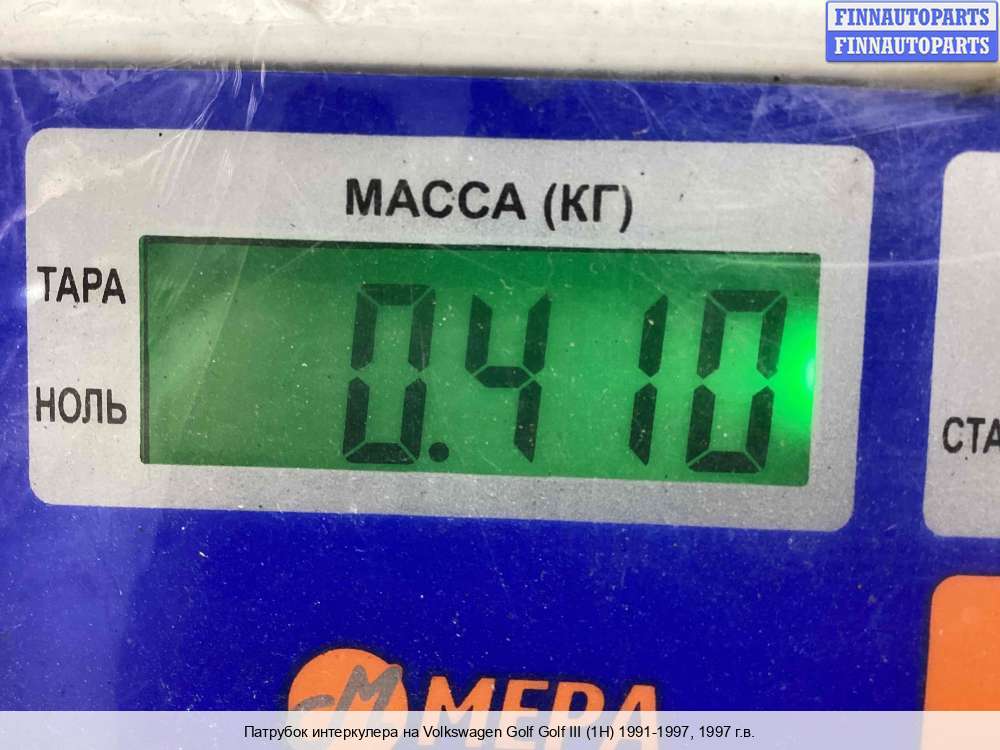 FINNAUTOPARTS
FINNAUTOPARTS
МАССА (КГ)
ТАРА
0.410
НОЛЬ
СТА
МЕРА
Патрубок интеркулера на Volkswagen Golf Golf III (1H) 1991-1997, 1997 г.в.